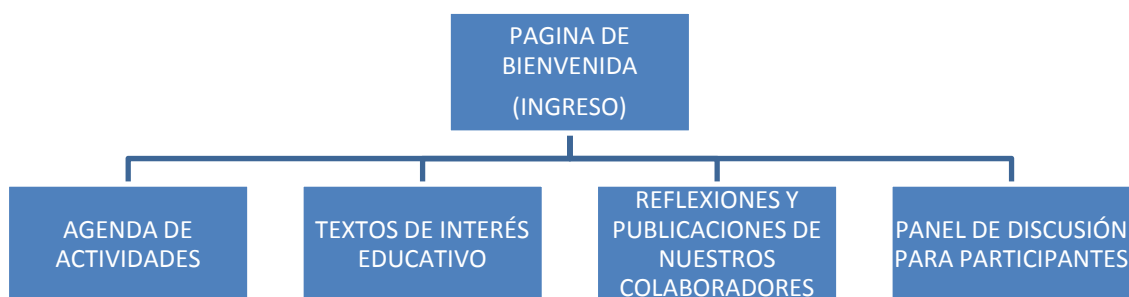 PAGINA DE
BIENVENIDA
(INGRESO)
AGENDA DE
ACTIVIDADES
TEXTOS DE INTERÉS
EDUCATIVO
REFLEXIONES Y
PUBLICACIONES DE
NUESTROS
COLABORADORES
PANEL DE DISCUSIÓN
PARA PARTICIPANTES